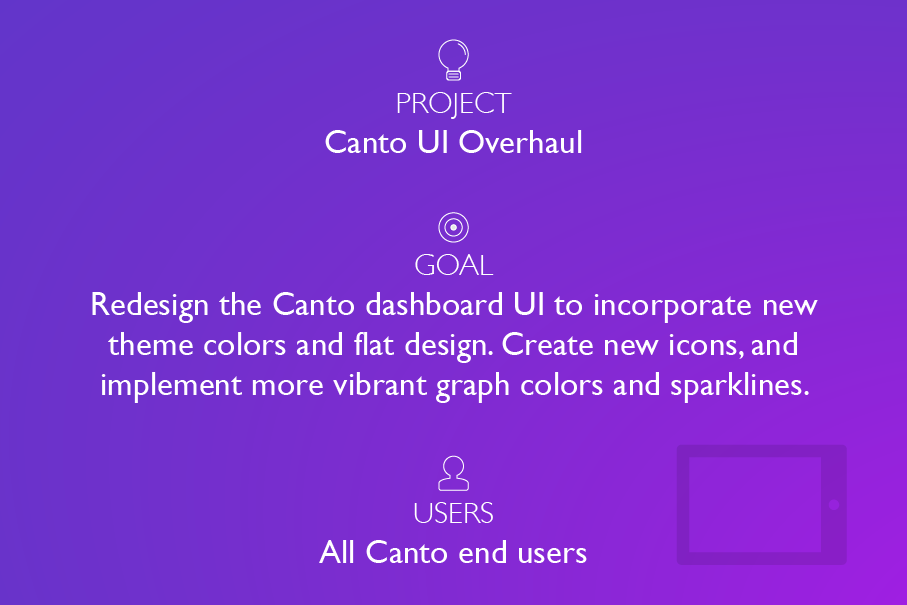 PROJECT
Canto UI Overhaul
GOAL
Redesign the Canto dashboard UI to incorporate new
theme colors and flat design. Create new icons, and
implement more vibrant graph colors and sparklines.
USERS
All Canto end users